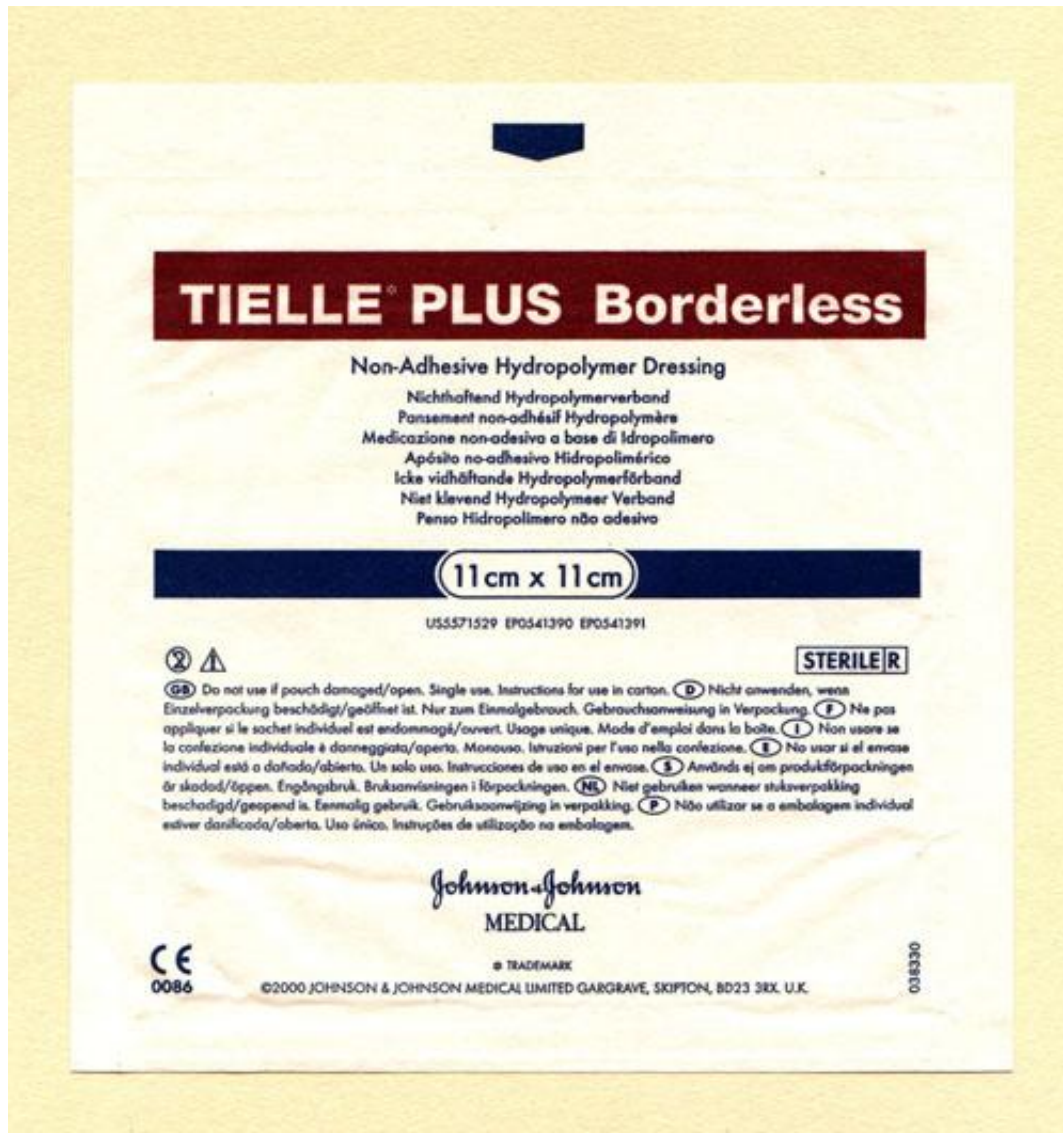 TIELLE* PLUS Borderless
Non-Adhesive Hydropolymer Dressing
Nichthaftend Hydropolymerverband
Pansement non-adhésif Hydropolymère
Medicazione non-adesiva a base di Idropolimero
Apósito no-adhesivo Hidropolimérico
Icke vidhäftande Hydropolymerförband
Niet klevend Hydropolymeer Verband
Penso Hidropolímero não adesivo
11cm x 11cm
US5571529 EP0541390 EP0541391
2
STERILE R
GB Do not use if pouch damaged/open. Single use. Instructions for use in carton. D Nicht anwenden, wenn
Einzelverpackung beschädigt/geöffnet ist. Nur zum Einmalgebrauch. Gebrauchsanweisung in Verpackung. F Ne pas
appliquer si le sachet individuel est endommagé/ouvert. Usage unique. Mode d'emploi dans la boîte. I Non usare se
la confezione individuale è danneggiata/aperta. Monouso. Istruzioni per l'uso nella confezione. E No usar si el envase
individual está a dañado/abierto. Un solo uso. Instrucciones de uso en el envase. S Används ej om produktförpackningen
är skadad/öppen. Engångsbruk. Bruksanvisningen i förpackningen. NL Niet gebruiken wanneer stuksverpakking
beschadigd/geopend is. Eenmalig gebruik. Gebruiksaanwijzing in verpakking. P Não utilizar se a embalagem individual
estiver danificada/aberta. Uso único. Instruções de utilização na embalagem.
Johnson & Johnson
MEDICAL
CE
0086
* TRADEMARK
©2000 JOHNSON & JOHNSON MEDICAL LIMITED GARGRAVE, SKIPTON, BD23 3RX. U.K.
038330